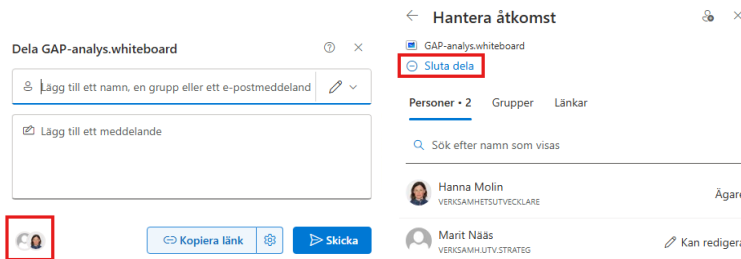 Dela GAP-analys.whiteboard
Lägg till ett namn, en grupp eller ett e-postmeddeland
Lägg till ett meddelande
Kopiera länk
Skicka
Hantera åtkomst
GAP-analys.whiteboard
Sluta dela
Personer • 2 Grupper Länkar
Sök efter namn som visas
Hanna Molin
VERKSAMHETSUTVECKLARE
Ägare
Marit Nääs
VERKSAMH.UTV.STRATEG
Kan redigera